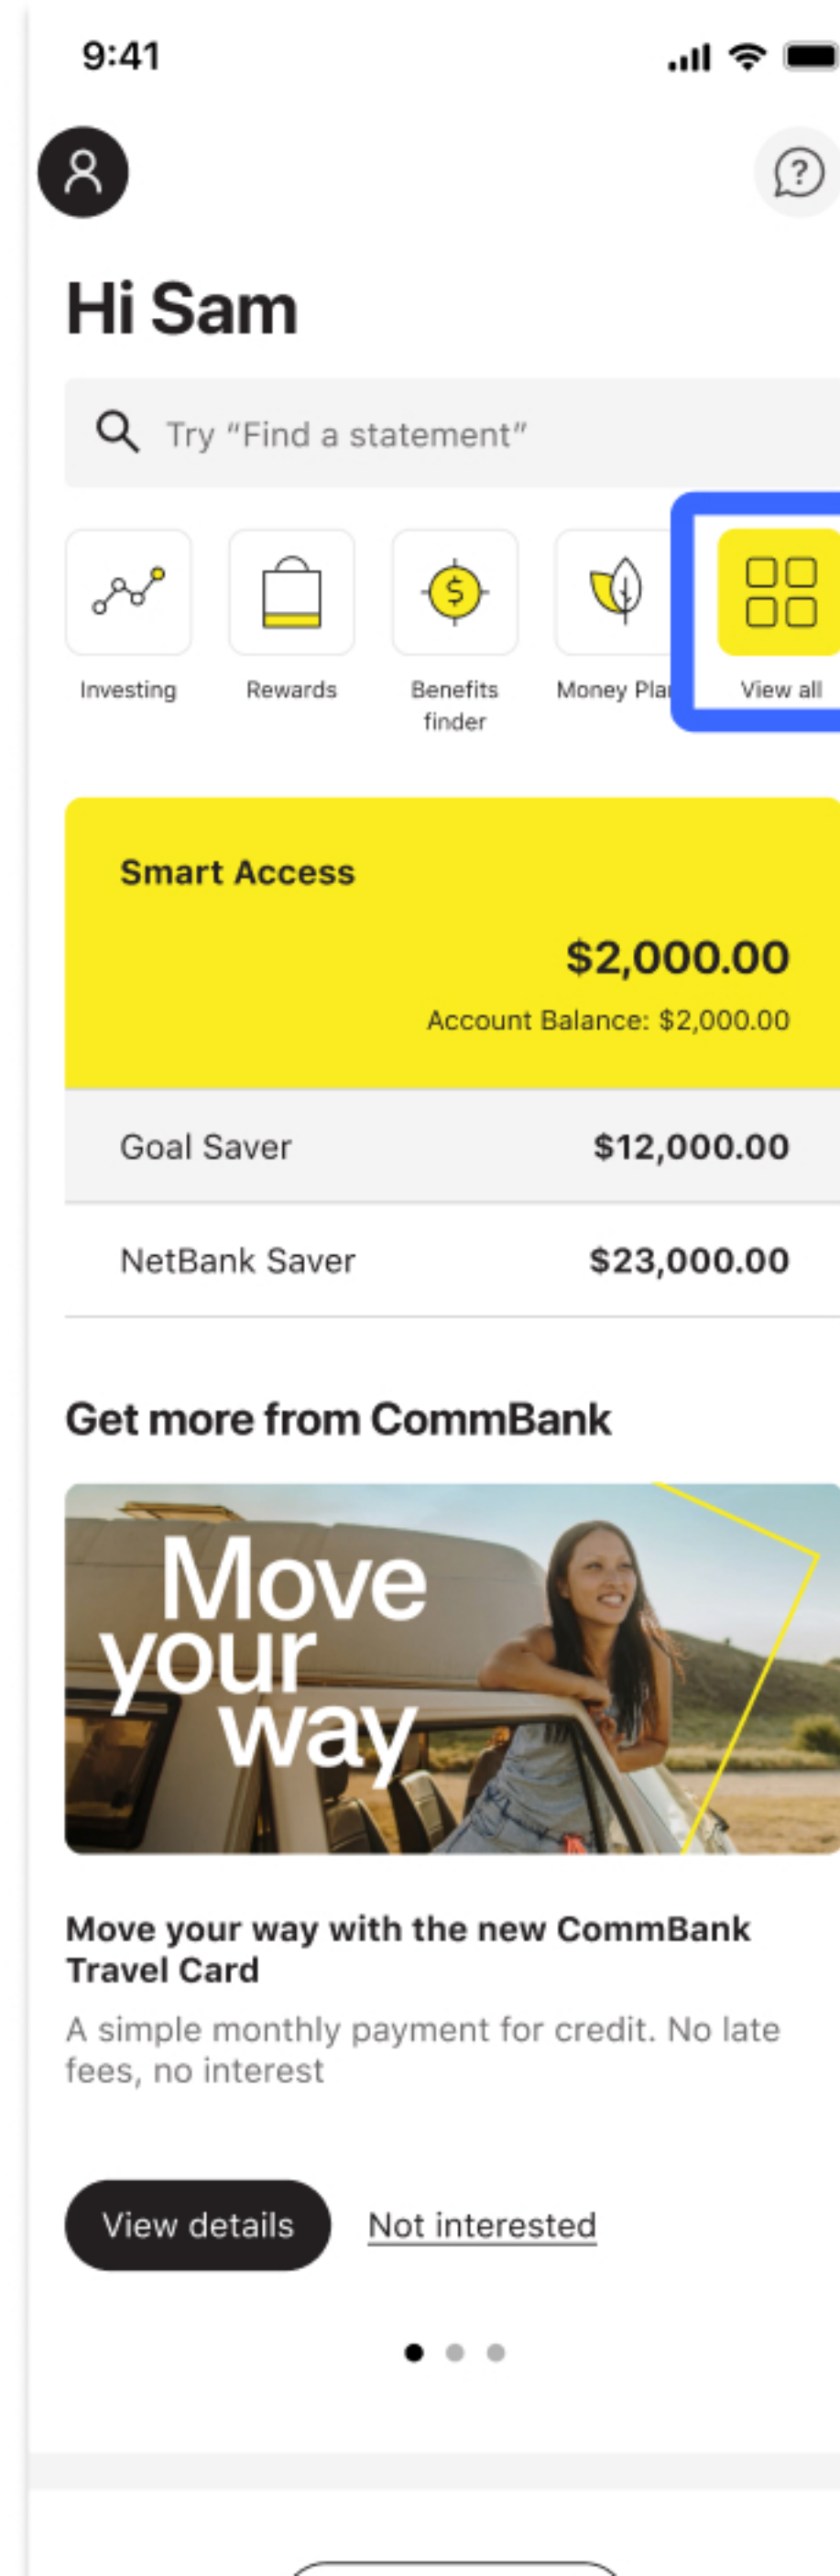 9:41
Hi Sam
Try “Find a statement”
Investing
Rewards
Benefits
finder
Money
View all
Smart Access
$2,000.00
Account Balance: $2,000.00
Goal Saver
$12,000.00
NetBank Saver
$23,000.00
Get more from CommBank
Move
your
way
Move your way with the new CommBank
Travel Card
A simple monthly payment for credit. No late
fees, no interest
View details
Not interested